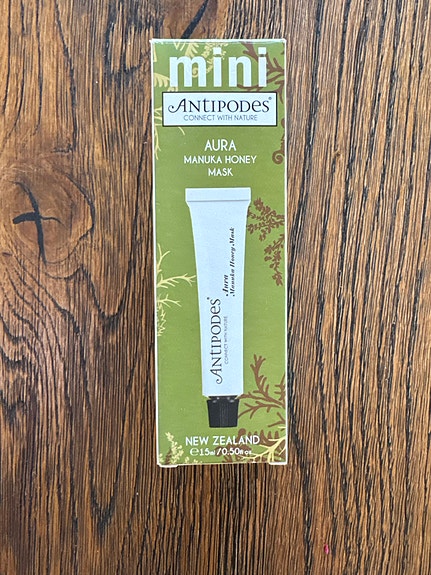 mini
ANTIPODES®
CONNECT WITH NATURE
AURA
MANUKA HONEY
MASK
ANTIPODES®
CONNECT WITH NATURE
Aura
Manuka Honey Mask
NEW ZEALAND
℮15ml/0.50fl oz